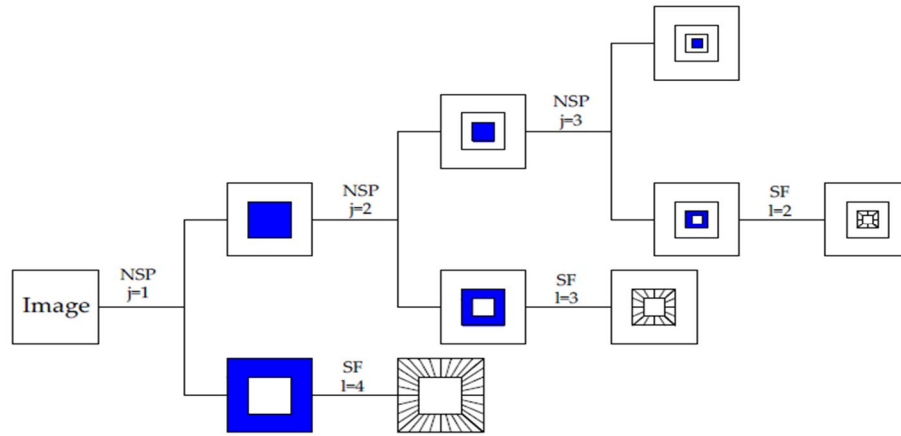 NSP
j=3
NSP
j=2
SF
l=2
NSP
j=1
SF
l=3
Image
SF
l=4